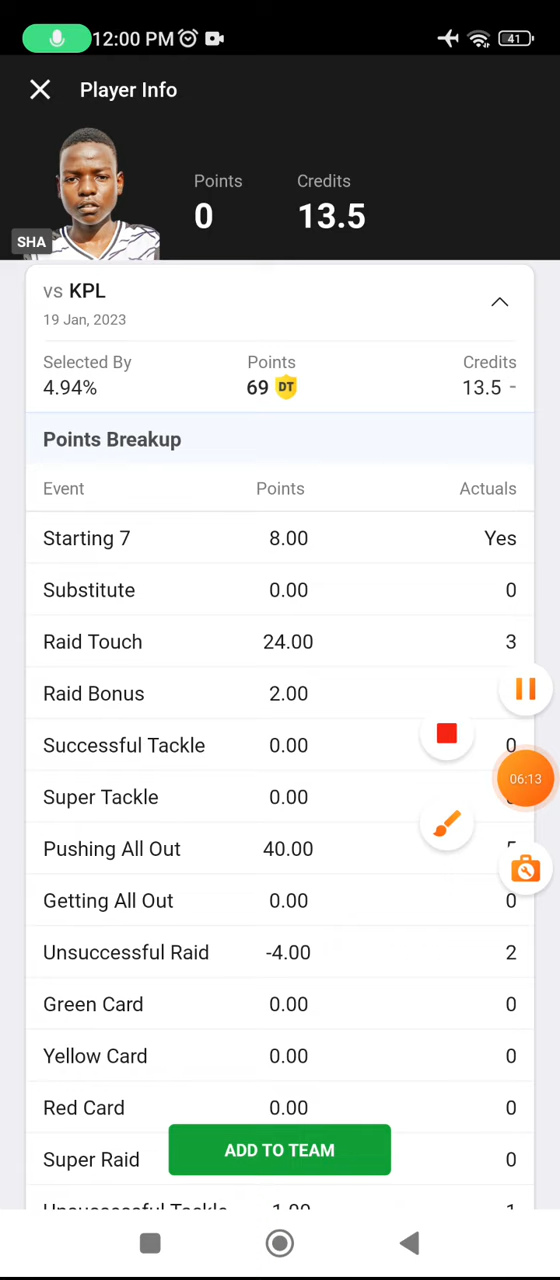 12:00 PM 41
Player Info
Points Credits
0 13.5
SHA
vs KPL
19 Jan, 2023
Selected By Points Credits
4.94% 69 DT 13.5 -
Points Breakup
Event Points Actuals
Starting 7 8.00 Yes
Substitute 0.00 0
Raid Touch 24.00 3
Raid Bonus 2.00
Successful Tackle 0.00 0
06:13
Super Tackle 0.00
Pushing All Out 40.00
Getting All Out 0.00 0
Unsuccessful Raid -4.00 2
Green Card 0.00 0
Yellow Card 0.00 0
Red Card 0.00 0
ADD TO TEAM
Super Raid 0